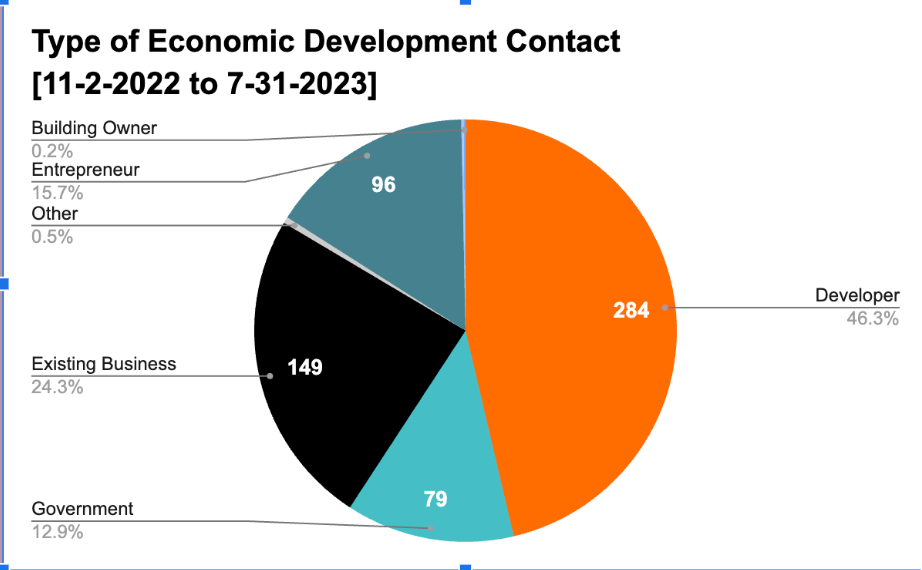 Type of Economic Development Contact
[11-2-2022 to 7-31-2023]
Building Owner
0.2%
Entrepreneur
15.7%
Other
0.5%
96
284
Developer
46.3%
Existing Business
24.3%
149
79
Government
12.9%